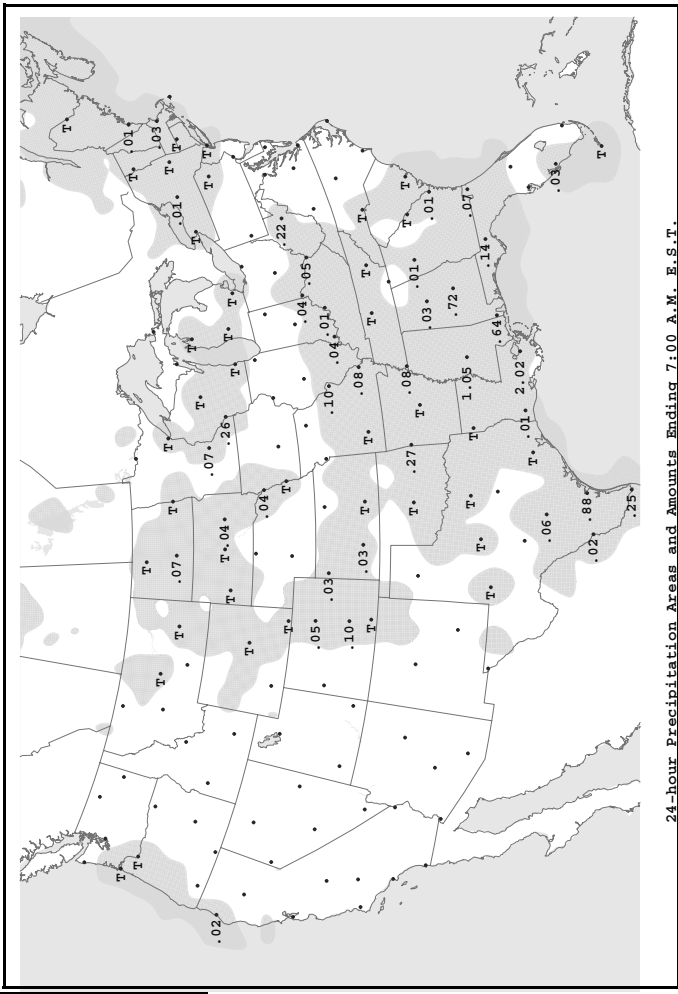 T
T
.01
T
T
T
.03
T
T
T
T
T
.07
.01
T
T
T
T
T
T
.07
.02
T
.04
.26
T
T
T
T
T
.04
.22
T
T
.04
.05
.05
.01
.03
.10
.04
.10
.08
T
.03
T
T
T
T
T
T
.08
T
.27
T
.01
T
.03
.01
.72
1.05
.07
T
T
T
.14
T
.64
2.02
.01
T
.06
.03
.88
.02
T
.25
24-hour Precipitation Areas and Amounts Ending 7:00 A.M. E.S.T.